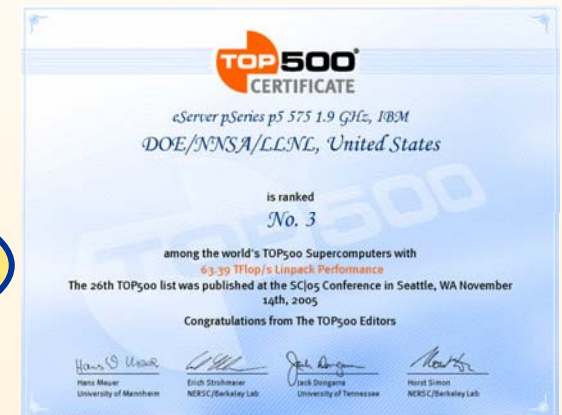 TOP 500
CERTIFICATE
eServer pSeries p5 575 1.9 GHz, IBM
DOE/NNSA/LLNL, United States
is ranked
No. 3
among the world's TOP500 Supercomputers with
63.39 TFlop/s Linpack Performance
The 26th TOP500 list was published at the SC|05 Conference in Seattle, WA November
14th, 2005
Congratulations from The TOP500 Editors
Hans Meuer Erich Strohmaier Jack Dongarra Horst Simon
University of Mannheim NERSC/Berkeley Lab University of Tennessee NERSC/Berkeley Lab